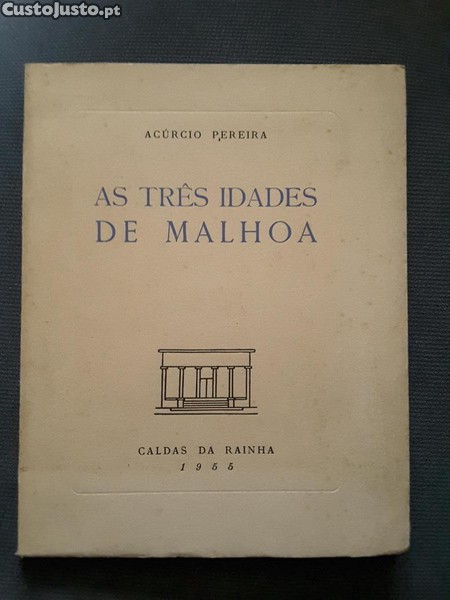 CustoJusto.pt
ACÚRCIO PEREIRA
AS TRÊS IDADES
DE MALHOA
CALDAS DA RAINHA
1955